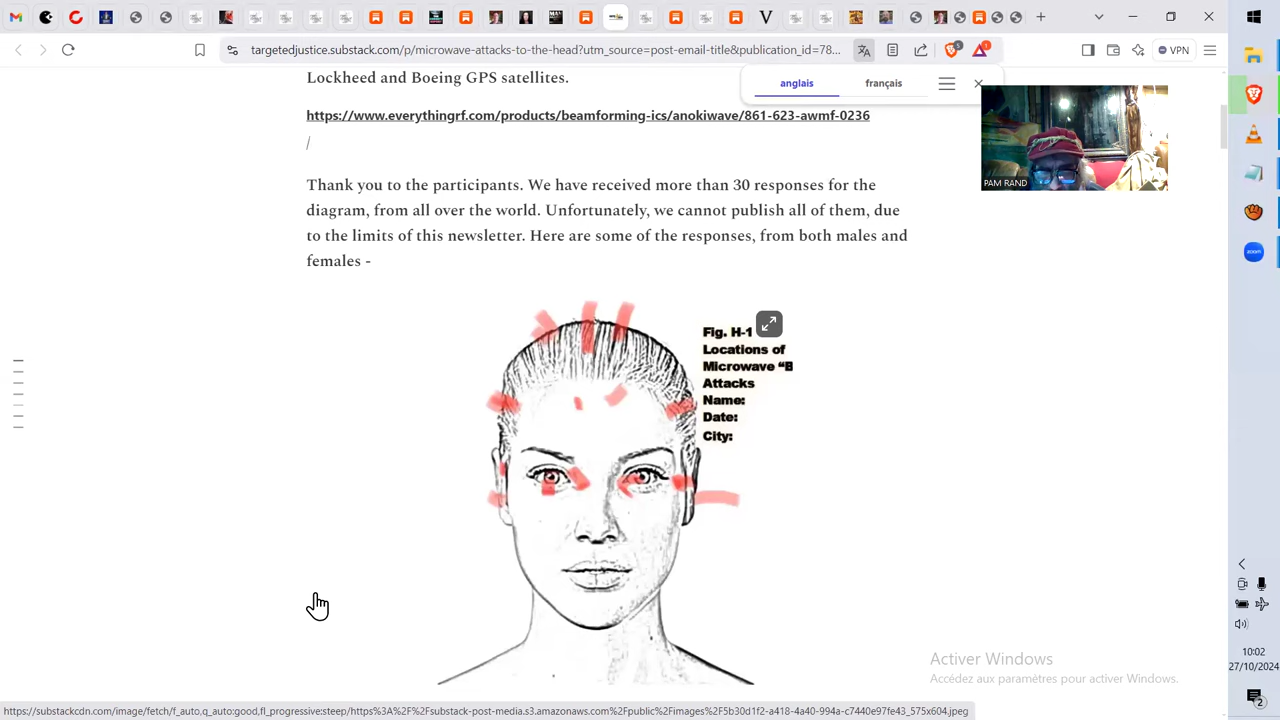 targetedjustice.substack.com/p/microwave-attacks-to-the-head?utm_source=post-email-title&publication_id=78...
VPN
anglais
français
Lockheed and Boeing GPS satellites.
https://www.everythingrf.com/products/beamforming-ics/anokiwave/861-623-awmf-0236
/
PAM RAND
Thank you to the participants. We have received more than 30 responses for the
diagram, from all over the world. Unfortunately, we cannot publish all of them, due
to the limits of this newsletter. Here are some of the responses, from both males and
females -
Fig. H-1
Locations of
Microwave “B
Attacks
Name:
Date:
City:
zoom
Activer Windows
Accédez aux paramètres pour activer Windows.
10:02
27/10/2024
2
https://substackcdn.com/image/fetch/f_auto,q_auto:good,fl_progressive:steep/https%3A%2F%2Fsubstack-post-media.s3.amazonaws.com%2Fpublic%2Fimages%2F5b30d1f2-a418-4a40-994a-c7440e97fe43_575x604.jpeg